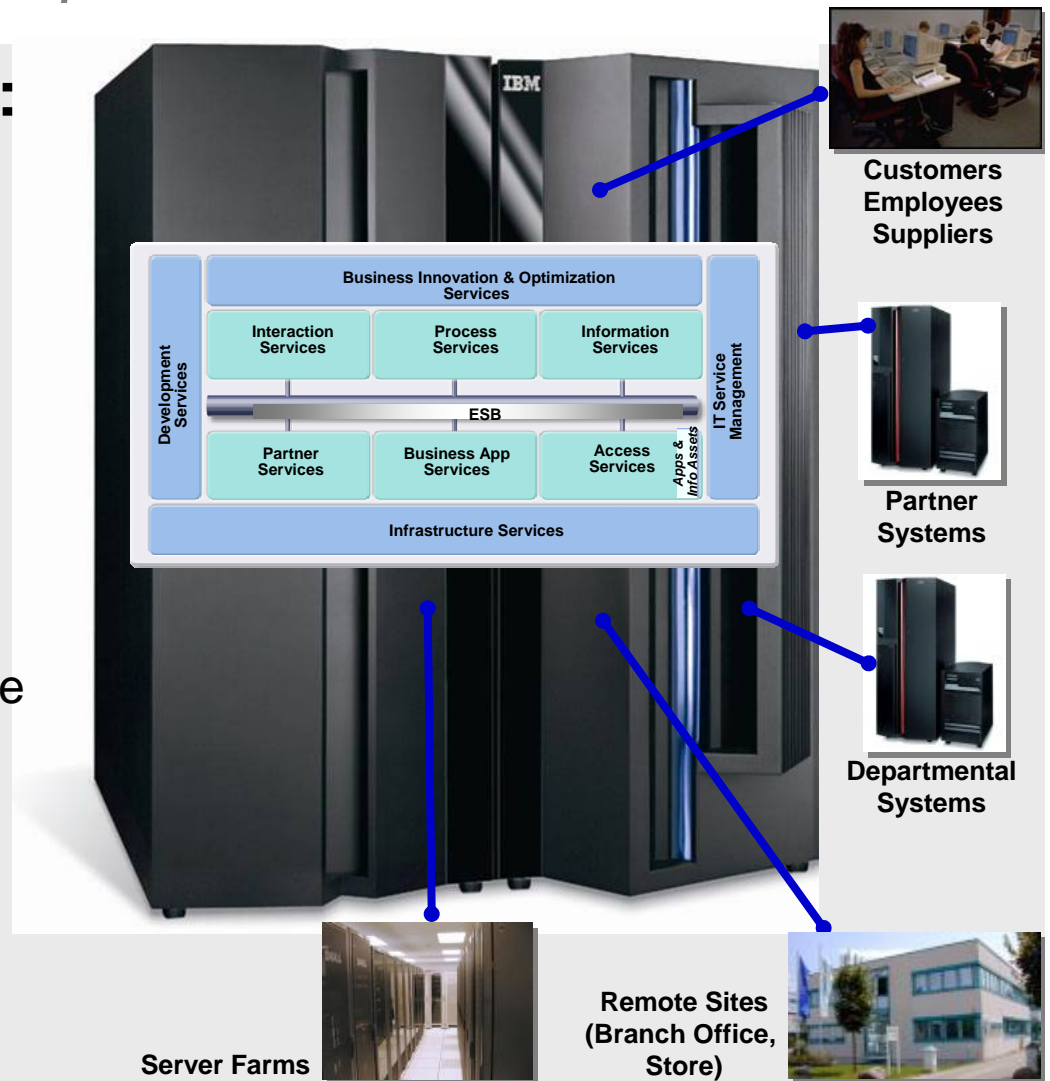 :
IBM
Customers
Employees
Suppliers
Business Innovation & Optimization
Services
Development
Services
Interaction
Services
Process
Services
Information
Services
IT Service
Management
ESB
Partner
Services
Business App
Services
Access
Services
Apps &
Info Assets
Infrastructure Services
Partner
Systems
e
Departmental
Systems
Server Farms
Remote Sites
(Branch Office,
Store)